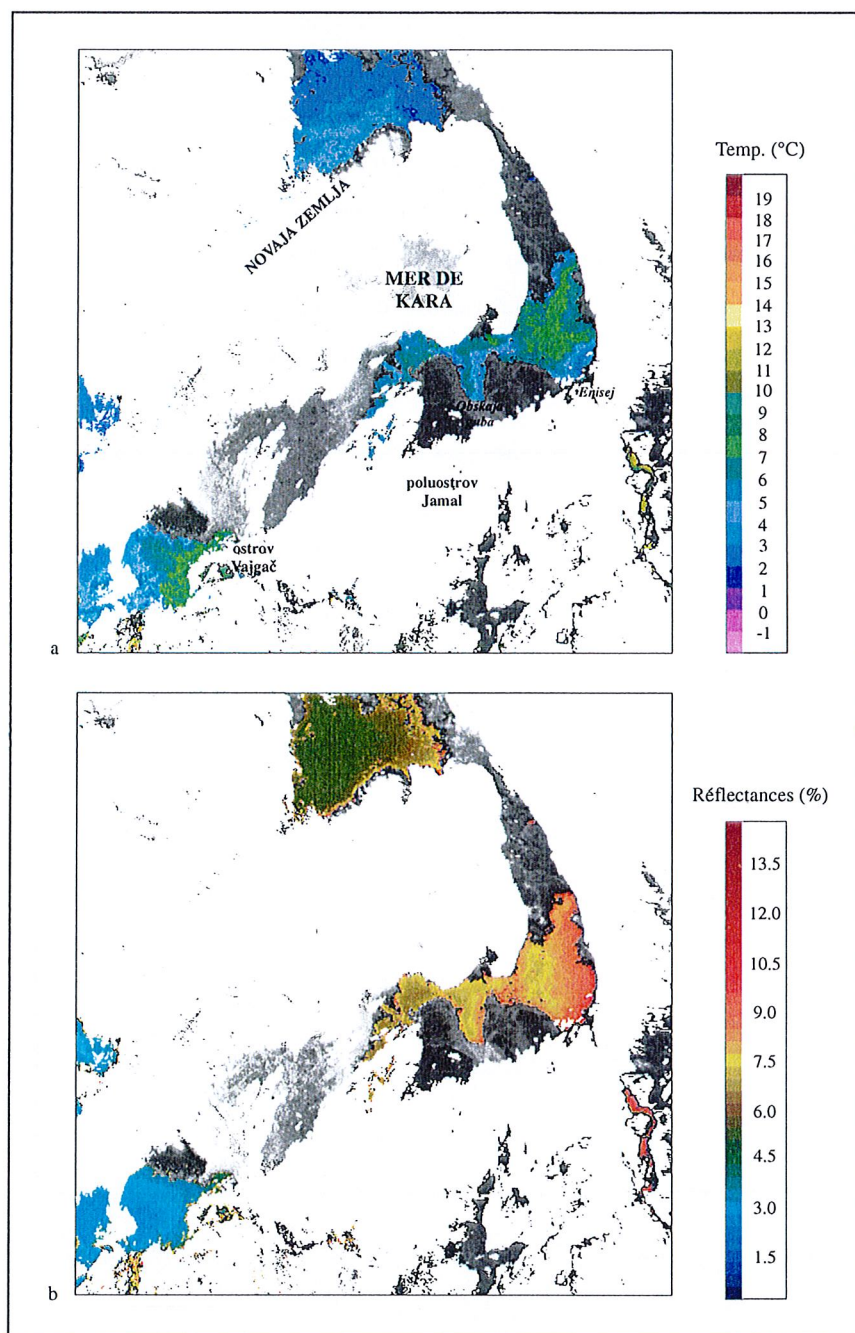 Temp. (°C)
19
18
17
16
15
14
13
12
11
10
9
8
7
6
5
4
3
2
1
0
-1
NOVAJA ZEMLJA
MER DE
KARA
Enisej
Obskaja
guba
poluostrov
Jamal
ostrov
Vajgač
a
Réflectances (%)
13.5
12.0
10.5
9.0
7.5
6.0
4.5
3.0
1.5
b